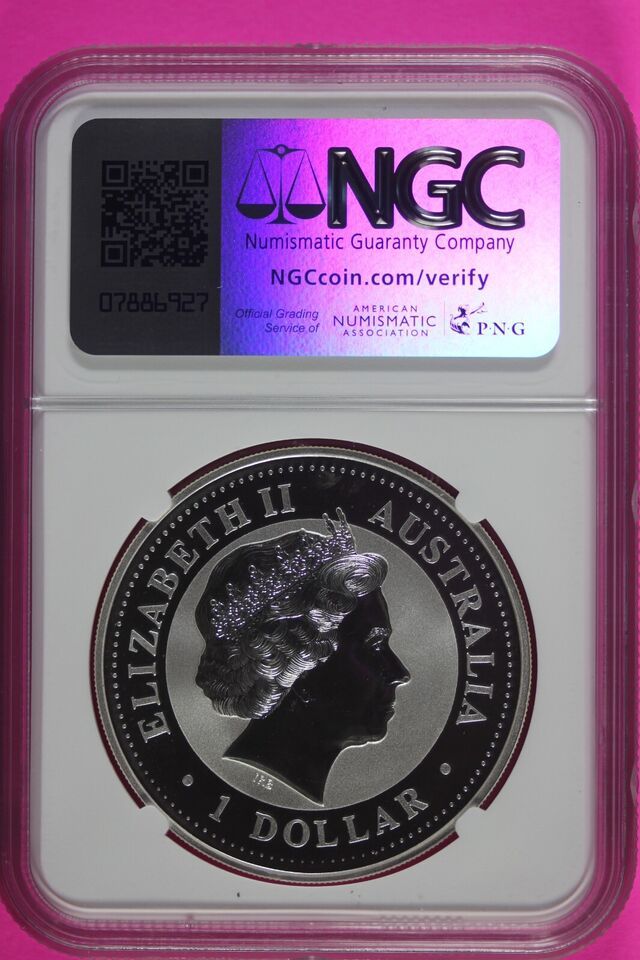 NGC
Numismatic Guaranty Company
NGCcoin.com/verify
07886927
Official Grading
Service of
AMERICAN
NUMISMATIC
ASSOCIATION
P·N·G
ELIZABETH II AUSTRALIA
1 DOLLAR
IRB